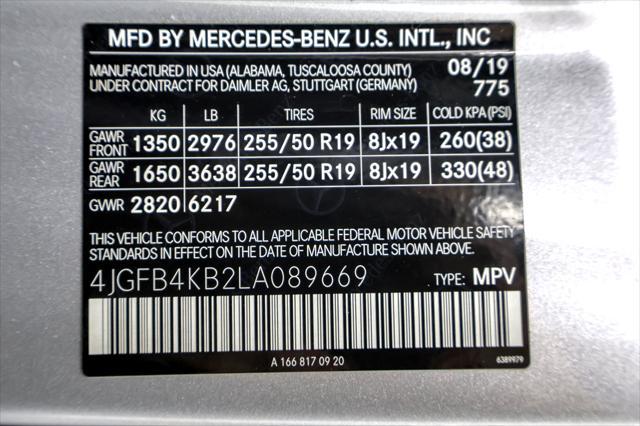 MFD BY MERCEDES-BENZ U.S. INTL., INC
MANUFACTURED IN USA (ALABAMA, TUSCALOOSA COUNTY) 08/19
UNDER CONTRACT FOR DAIMLER AG, STUTTGART (GERMANY) 775
KG LB TIRES RIM SIZE COLD KPA(PSI)
GAWR FRONT 1350 2976 255/50 R19 8Jx19 260(38)
GAWR REAR 1650 3638 255/50 R19 8Jx19 330(48)
GVWR 2820 6217
THIS VEHICLE CONFORMS TO ALL APPLICABLE FEDERAL MOTOR VEHICLE SAFETY
STANDARDS IN EFFECT ON THE DATE OF MANUFACTURE SHOWN ABOVE.
4JGFB4KB2LA089669 TYPE: MPV
A 166 817 09 20 6389979